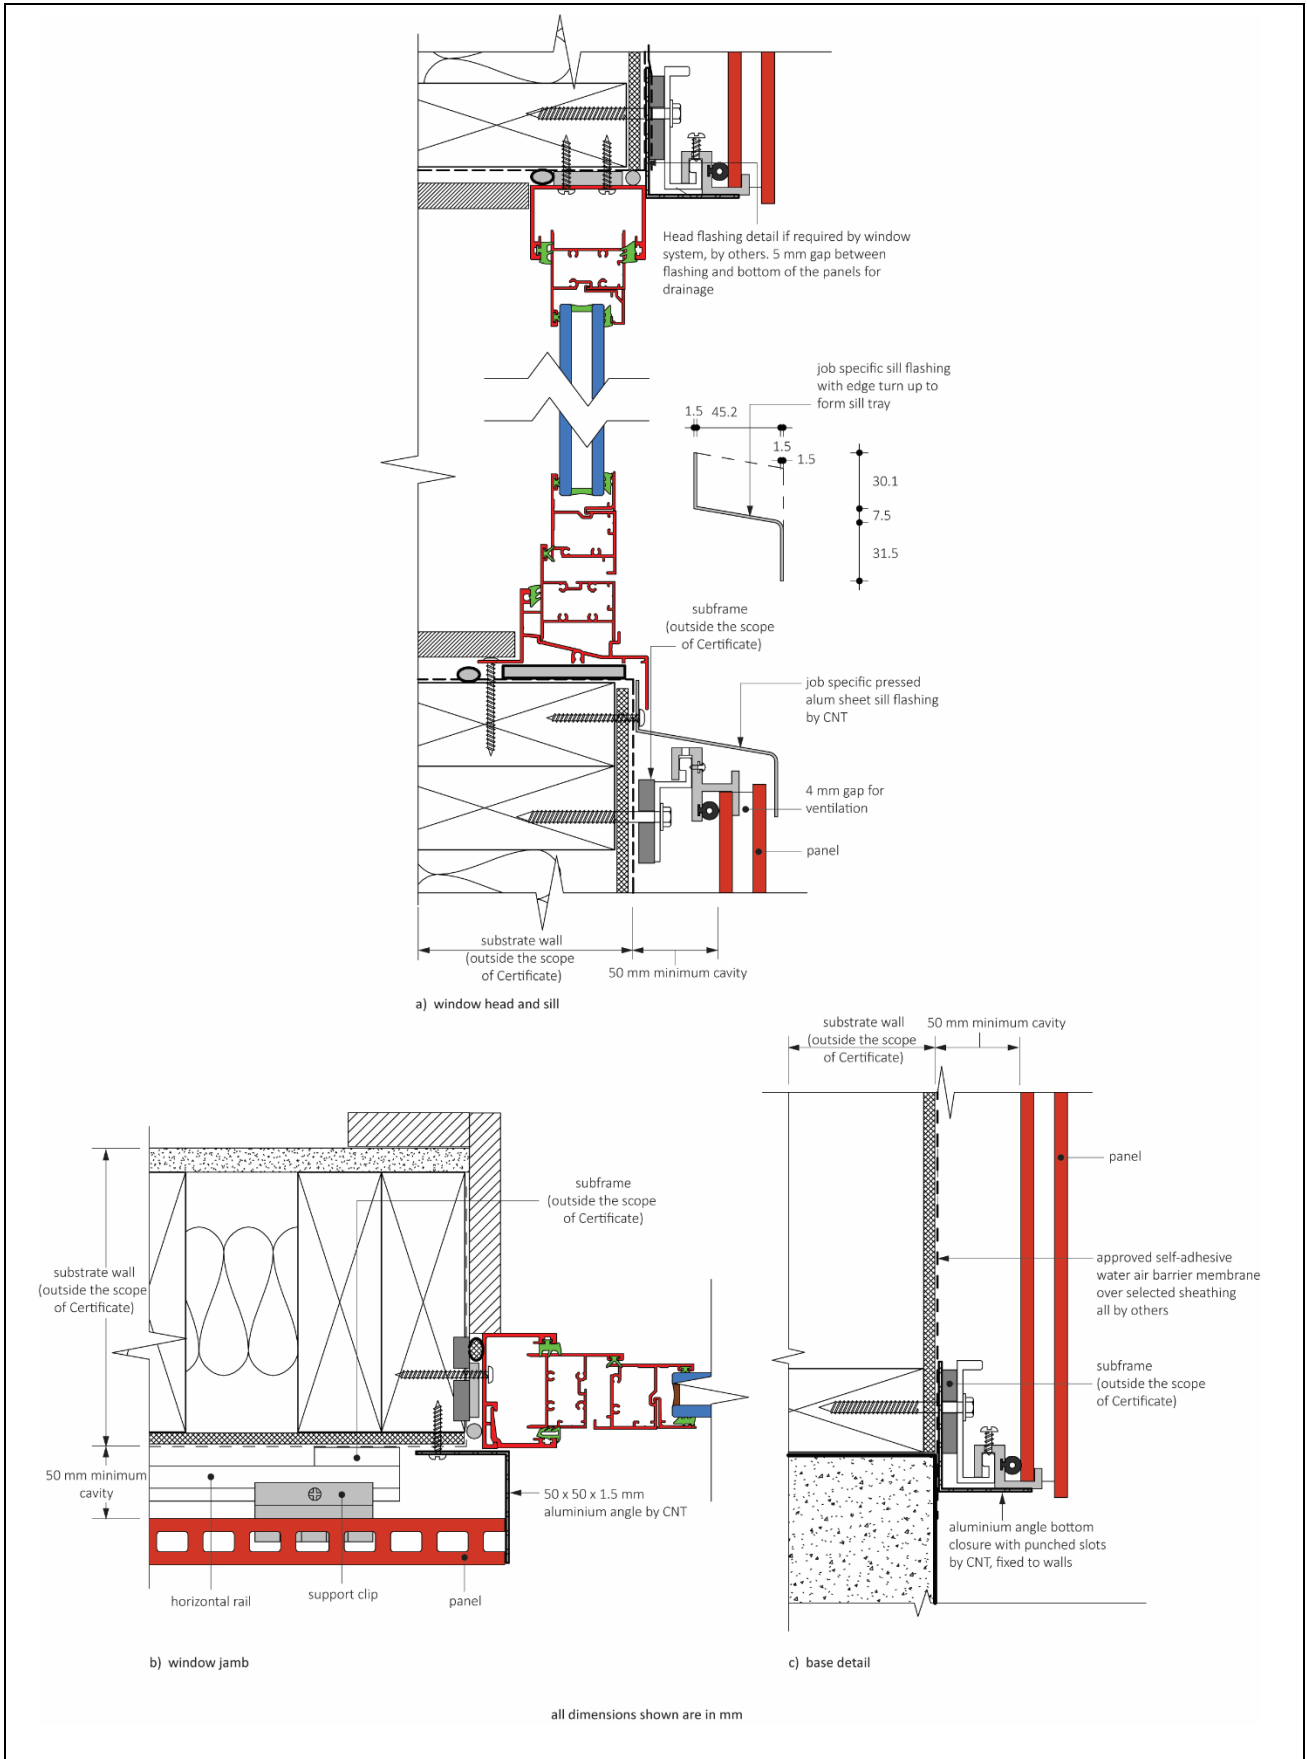 Head flashing detail if required by window
system, by others. 5 mm gap between
flashing and bottom of the panels for
drainage
job specific sill flashing
with edge turn up to
form sill tray
1.5 45.2
1.5
1.5
30.1
7.5
31.5
subframe
(outside the scope
of Certificate)
job specific pressed
alum sheet sill flashing
by CNT
4 mm gap for
ventilation
panel
substrate wall
(outside the scope
of Certificate)
50 mm minimum cavity
a) window head and sill
substrate wall
(outside the scope
of Certificate)
50 mm minimum
cavity
subframe
(outside the scope
of Certificate)
50 x 50 x 1.5 mm
aluminium angle by CNT
horizontal rail
support clip
panel
b) window jamb
substrate wall
(outside the scope
of Certificate)
50 mm minimum cavity
panel
approved self-adhesive
water air barrier membrane
over selected sheathing
all by others
subframe
(outside the scope
of Certificate)
aluminium angle bottom
closure with punched slots
by CNT, fixed to walls
c) base detail
all dimensions shown are in mm